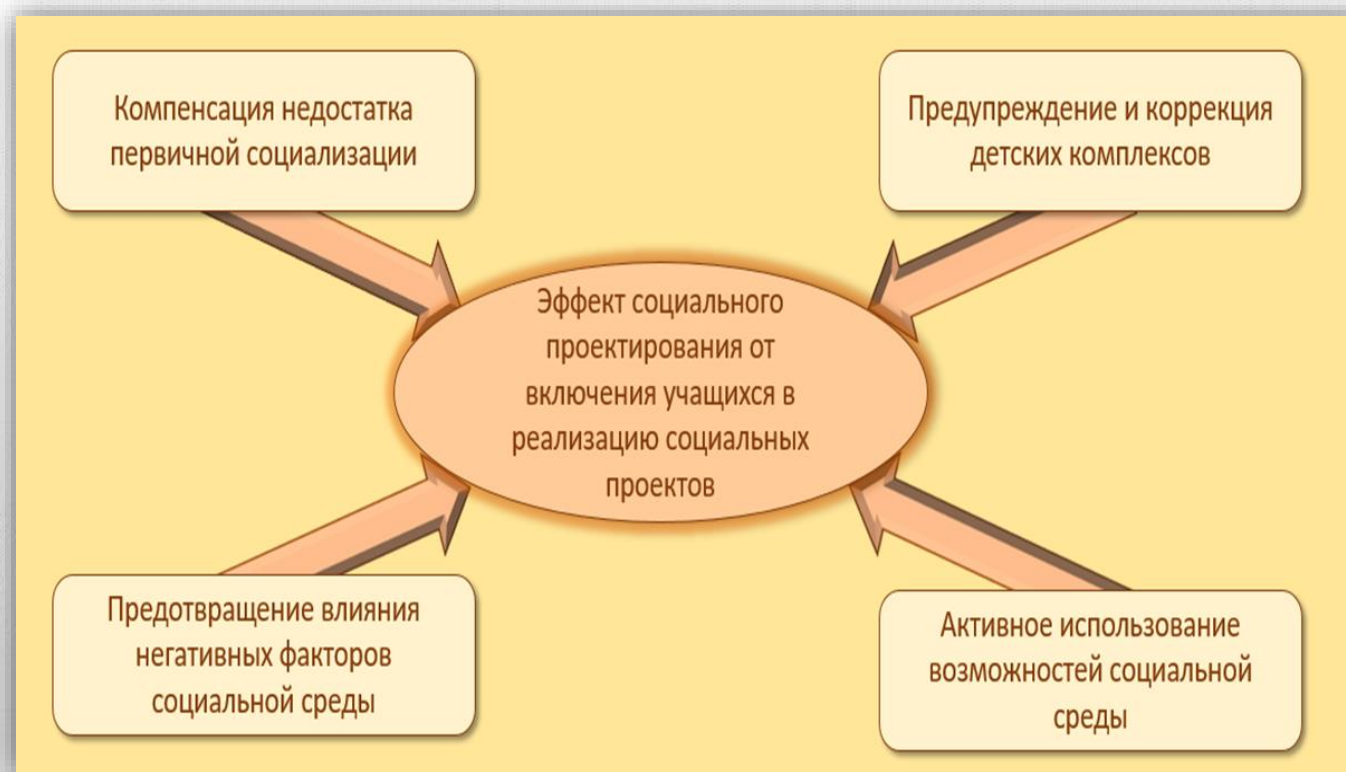 Компенсация недостатка
первичной социализации
Предупреждение и коррекция
детских комплексов
Эффект социального
проектирования от
включения учащихся в
реализацию социальных
проектов
Предотвращение влияния
негативных факторов
социальной среды
Активное использование
возможностей социальной
среды